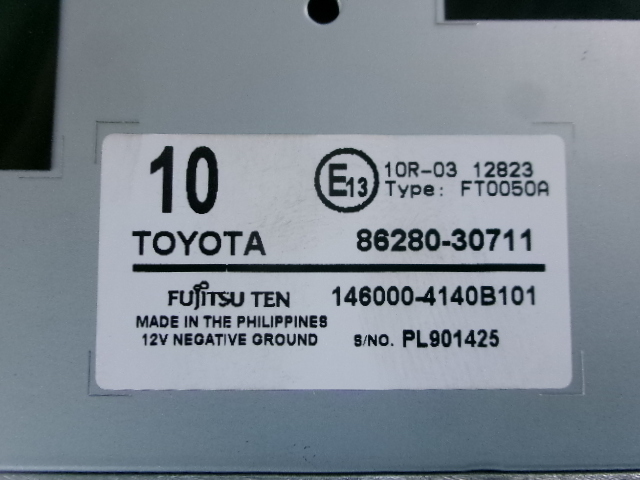 10
E13
10R-03 12823
Type: FT0050A
TOYOTA 86280-30711
FUJITSU TEN 146000-4140B101
MADE IN THE PHILIPPINES
12V NEGATIVE GROUND S/NO. PL901425